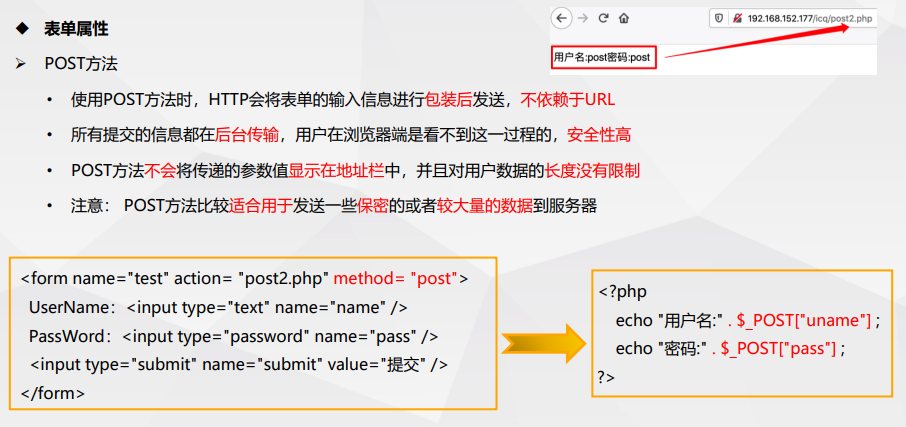 表单属性
192.168.152.177/icq/post2.php
用户名:post密码:post
POST方法
使用POST方法时，HTTP会将表单的输入信息进行包装后发送，不依赖于URL
所有提交的信息都在后台传输，用户在浏览器端是看不到这一过程的，安全性高
POST方法不会将传递的参数值显示在地址栏中，并且对用户数据的长度没有限制
注意： POST方法比较适合用于发送一些保密的或者较大量的数据到服务器
<form name="test" action= "post2.php" method= "post">
UserName：<input type="text" name="name" />
PassWord：<input type="password" name="pass" />
<input type="submit" name="submit" value="提交" />
</form>
<?php
echo "用户名:" . $_POST["uname"] ;
echo "密码:" . $_POST["pass"] ;
?>